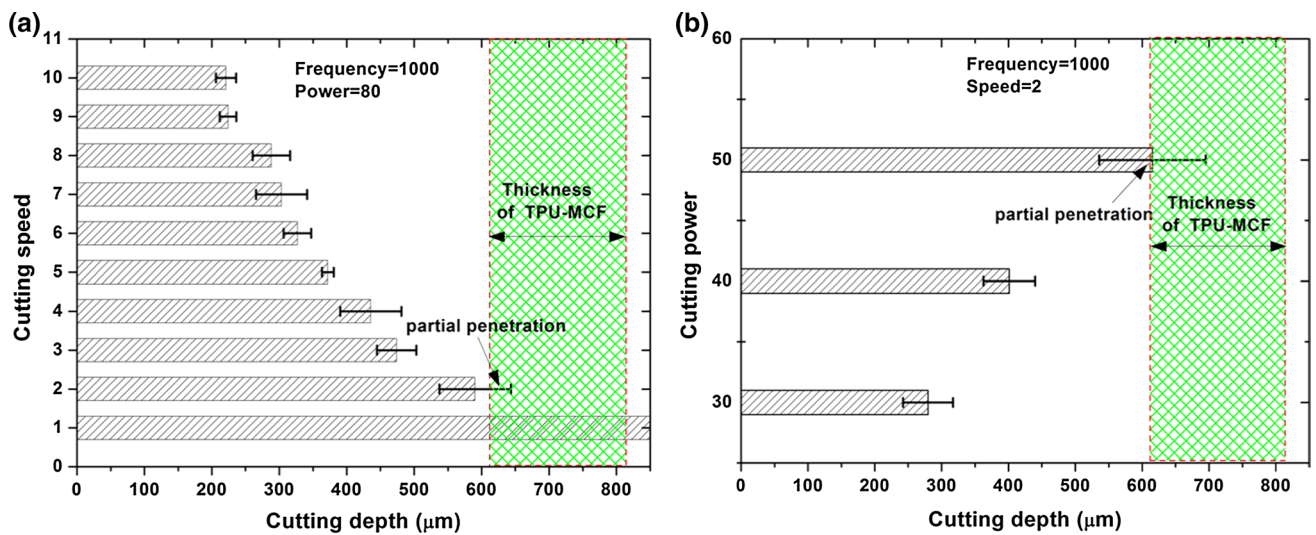 (a)
11
10
9
8
7
6
5
4
3
2
1
0
Cutting speed
Frequency=1000
Power=80
Thickness
of TPU-MCF
partial penetration
0 100 200 300 400 500 600 700 800
Cutting depth (μm)
(b)
60
50
40
30
Cutting power
Frequency=1000
Speed=2
partial penetration
Thickness
of TPU-MCF
0 100 200 300 400 500 600 700 800
Cutting depth (μm)